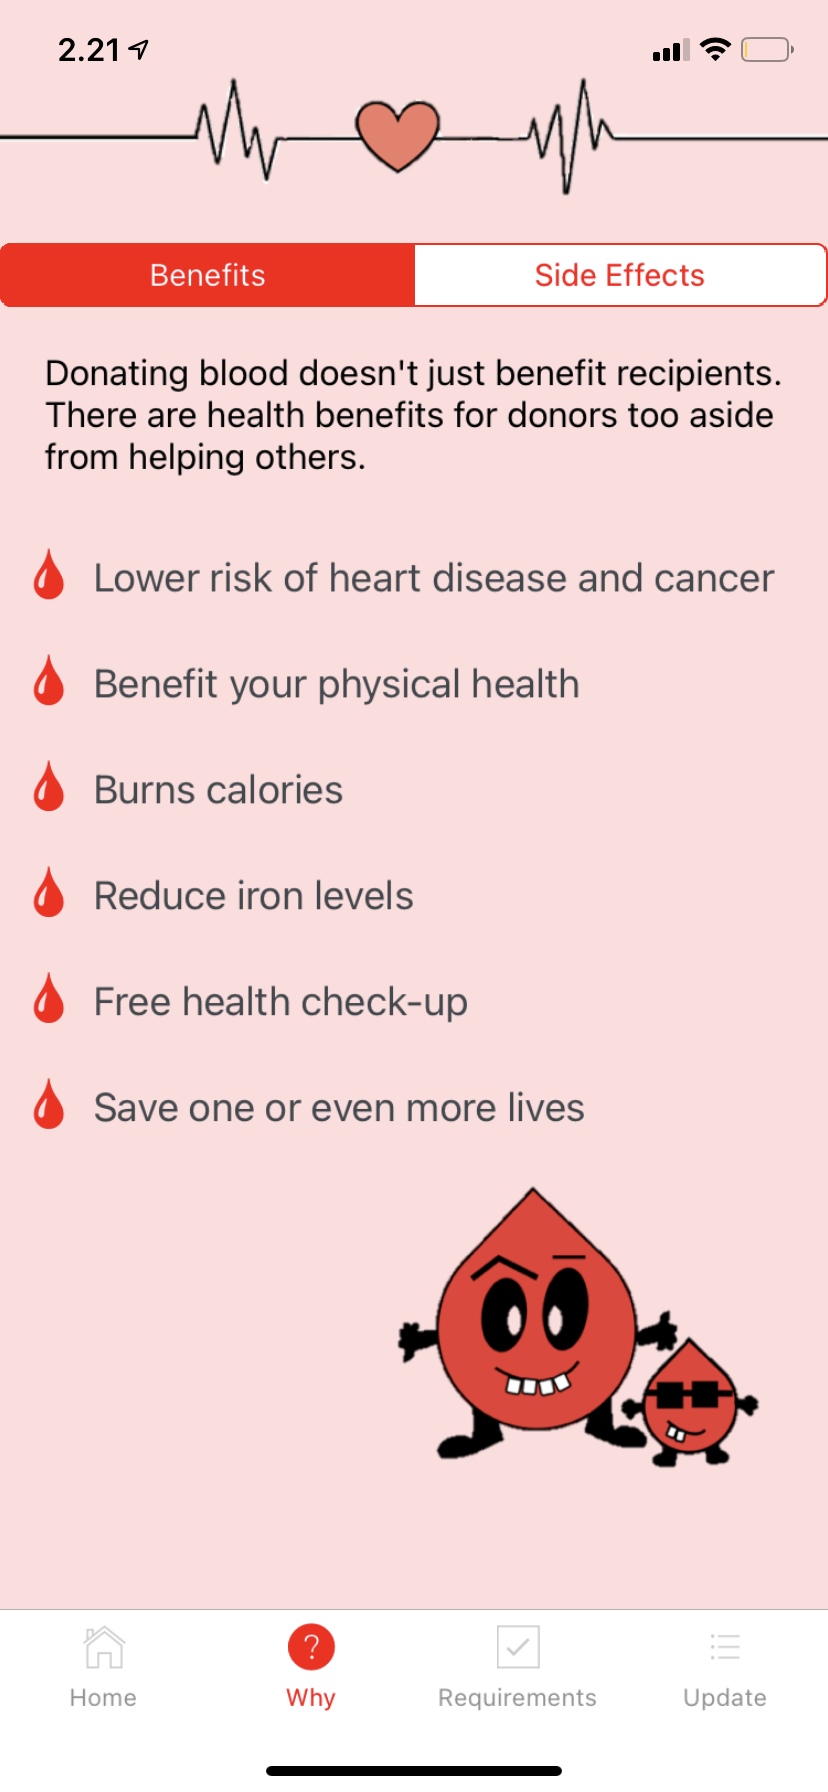 2.21
Benefits
Side Effects
Donating blood doesn't just benefit recipients.
There are health benefits for donors too aside
from helping others.
Lower risk of heart disease and cancer
Benefit your physical health
Burns calories
Reduce iron levels
Free health check-up
Save one or even more lives
?
Home
Why
Requirements
Update